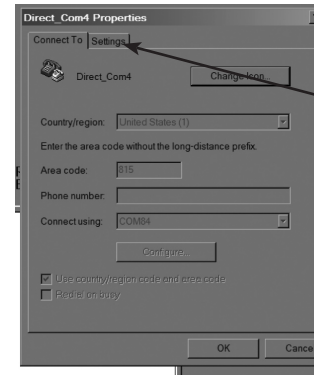 Direct_Com4 Properties
Connect To Settings
Direct_Com4 Change Icon...
Country/region: United States (1)
Enter the area code without the long-distance prefix.
Area code: 815
Phone number:
Connect using: COM84
Configure...
Use country/region code and area code
Redial on busy
OK Cance